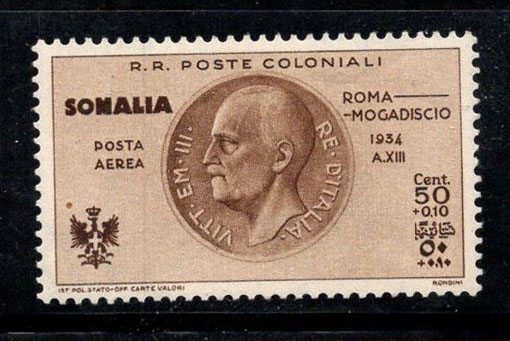 R.R. POSTE COLONIALI
SOMALIA
POSTA
AEREA
VITT·EM·III·RE·D'ITALIA·
ROMA—
—MOGADISCIO
1934
A.XIII
Cent.
50
+0.10
٥٠
IST. POL. STATO-OFF. CARTE VALORI
RONDINI